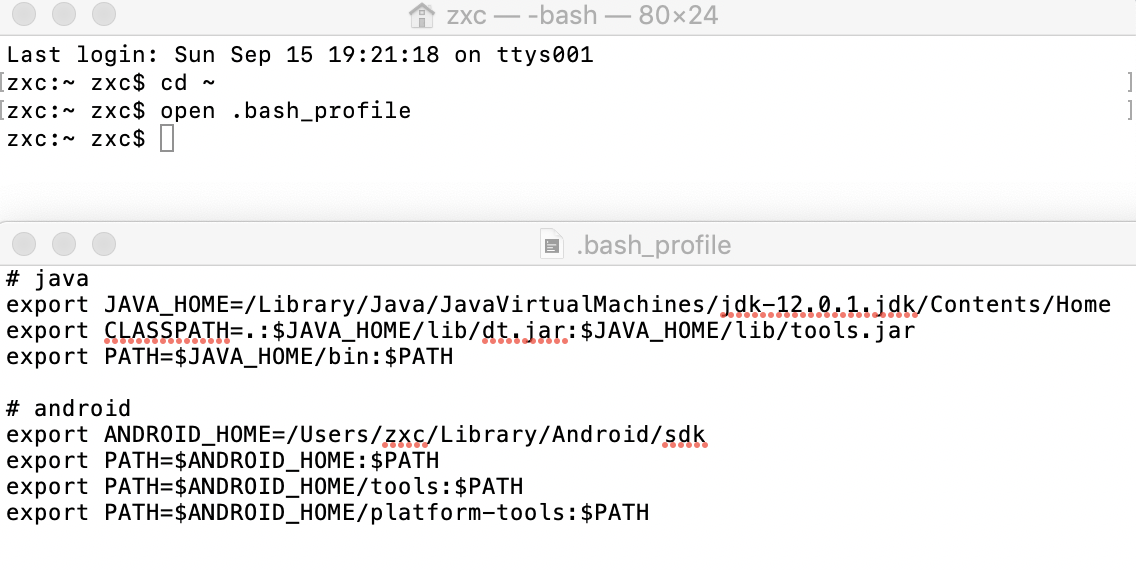 zxc — -bash — 80×24
Last login: Sun Sep 15 19:21:18 on ttys001
[zxc:~ zxc$ cd ~ ]
[zxc:~ zxc$ open .bash_profile ]
zxc:~ zxc$
.bash_profile
# java
export JAVA_HOME=/Library/Java/JavaVirtualMachines/jdk-12.0.1.jdk/Contents/Home
export CLASSPATH=.:$JAVA_HOME/lib/dt.jar:$JAVA_HOME/lib/tools.jar
export PATH=$JAVA_HOME/bin:$PATH
# android
export ANDROID_HOME=/Users/zxc/Library/Android/sdk
export PATH=$ANDROID_HOME:$PATH
export PATH=$ANDROID_HOME/tools:$PATH
export PATH=$ANDROID_HOME/platform-tools:$PATH